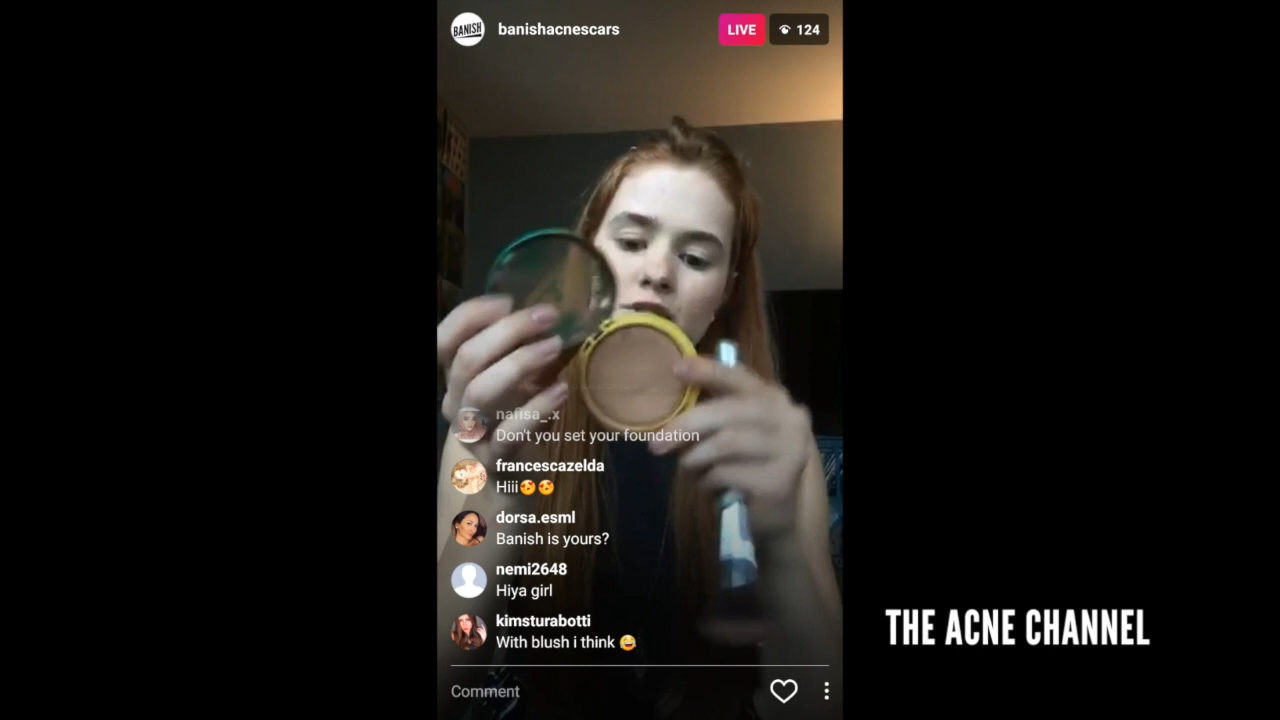 BANISH
banishacnescars
LIVE
124
nafisa_.x
Don't you set your foundation
francescazelda
Hiii😍😍
dorsa.esml
Banish is yours?
nemi2648
Hiya girl
kimsturabotti
With blush i think 😂
Comment
THE ACNE CHANNEL